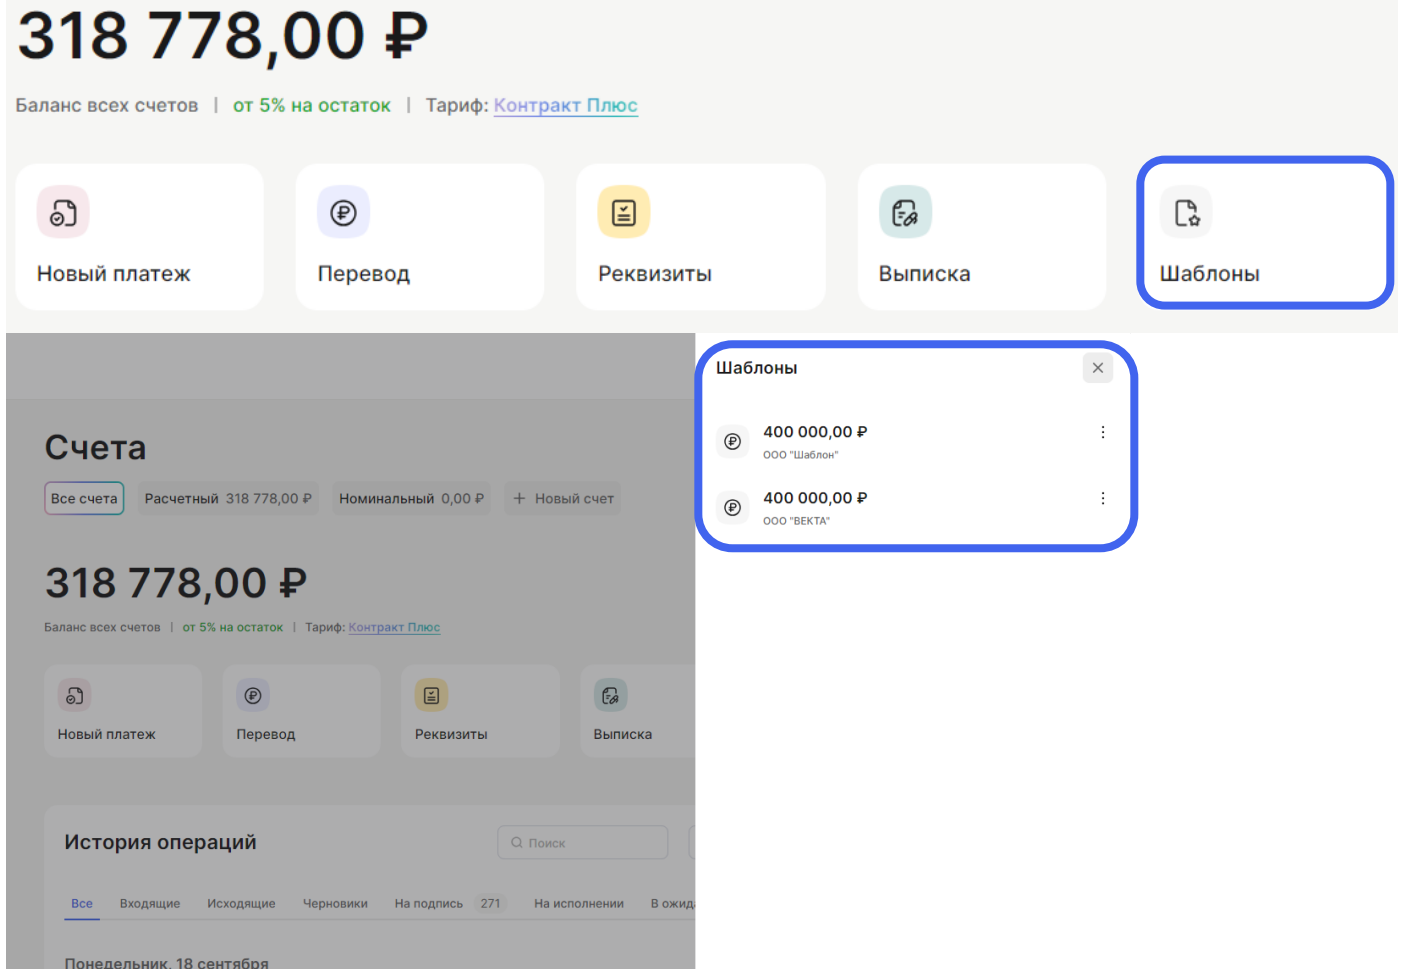 318 778,00 ₽
Баланс всех счетов | от 5% на остаток | Тариф: Контракт Плюс
Новый платеж
Перевод
Реквизиты
Выписка
Шаблоны
Счета
Все счета
Расчетный 318 778,00 ₽
Номинальный 0,00 ₽
+ Новый счет
318 778,00 ₽
Баланс всех счетов | от 5% на остаток | Тариф: Контракт Плюс
Новый платеж
Перевод
Реквизиты
Выписка
История операций
Поиск
Все Входящие Исходящие Черновики На подпись 271 На исполнении В ожид
Понедельник, 18 сентября
Шаблоны
400 000,00 ₽
ООО "Шаблон"
400 000,00 ₽
ООО "ВЕКТА"